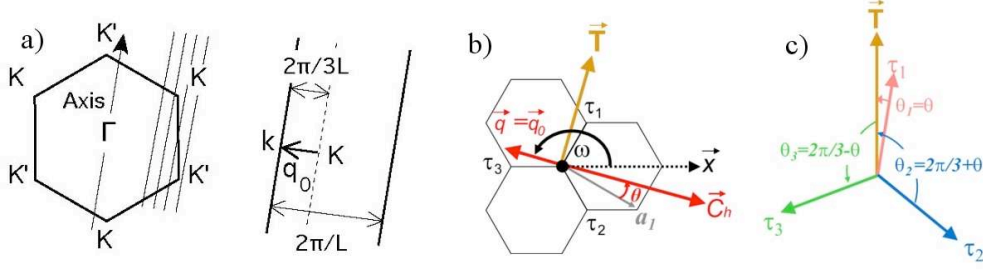 a)
K'
K
K
Axis
Γ
K'
K'
K
2π/3L
k
K
q₀
2π/L
b)
T
τ₁
q =q₀
ω
x
τ₃
θ
C_h
a₁
τ₂
c)
T
τ₁
θ₁=θ
θ₃=2π/3-θ
θ₂=2π/3+θ
τ₃
τ₂